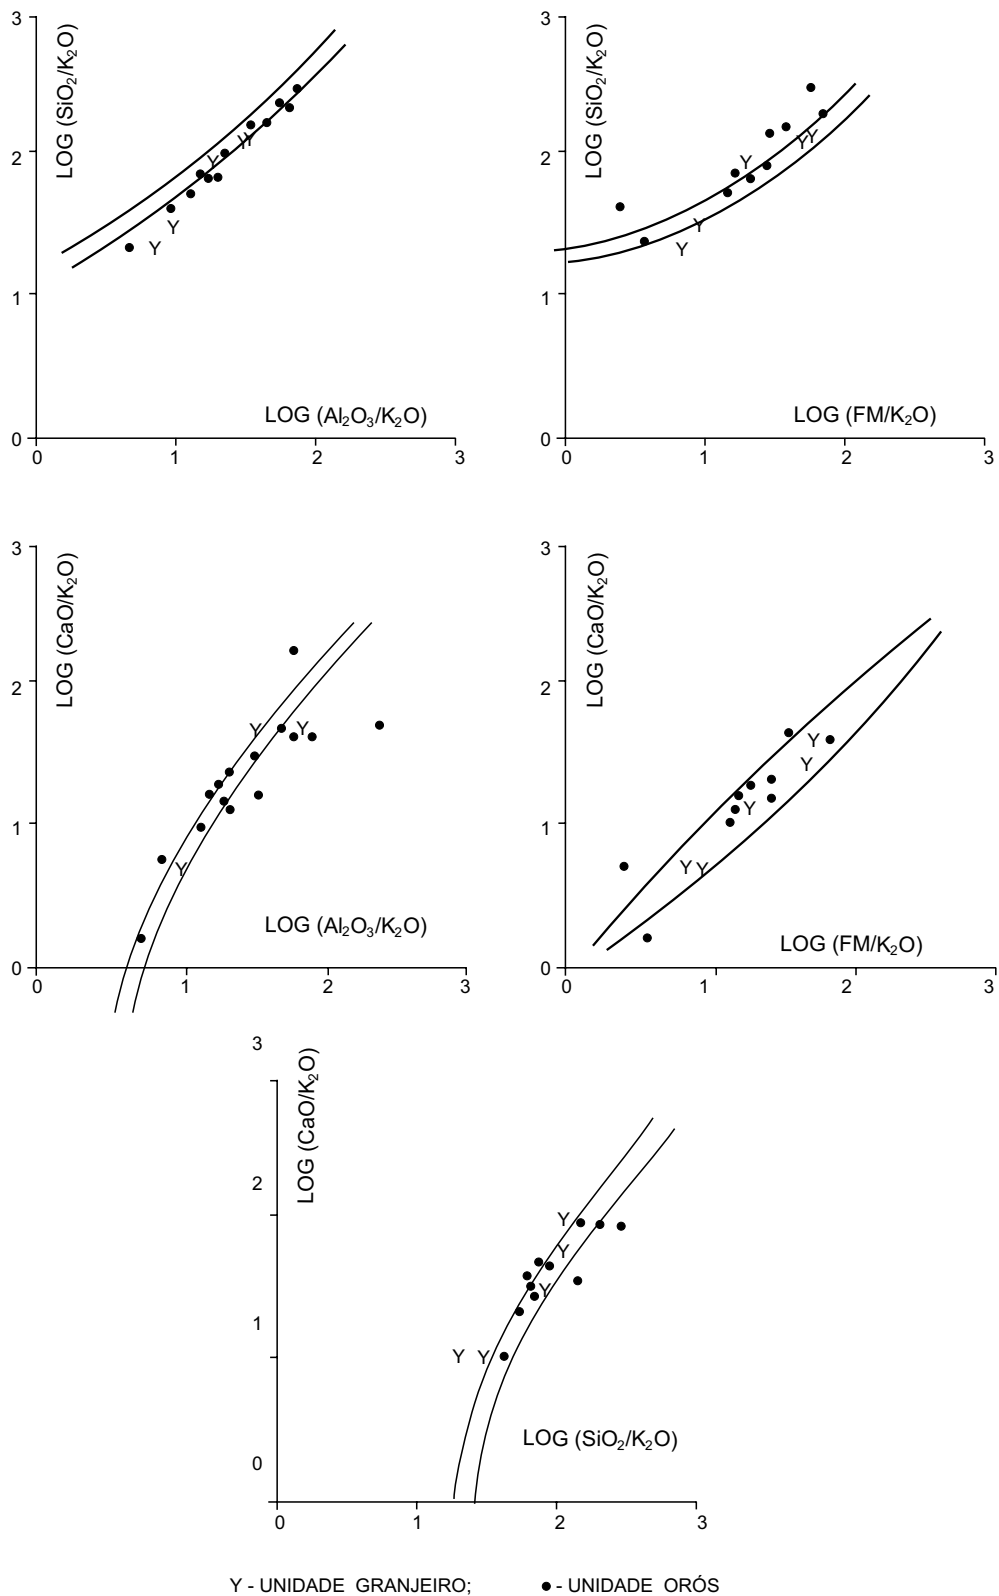 3
LOG (SiO₂/K₂O)
2
1
0
LOG (Al₂O₃/K₂O)
0 1 2 3
3
LOG (SiO₂/K₂O)
2
1
0
LOG (FM/K₂O)
0 1 2 3
3
LOG (CaO/K₂O)
2
1
0
LOG (Al₂O₃/K₂O)
0 1 2 3
3
LOG (CaO/K₂O)
2
1
0
LOG (FM/K₂O)
0 1 2 3
3
LOG (CaO/K₂O)
2
1
0
LOG (SiO₂/K₂O)
0 1 2 3
Y - UNIDADE GRANJEIRO; ● - UNIDADE ORÓS